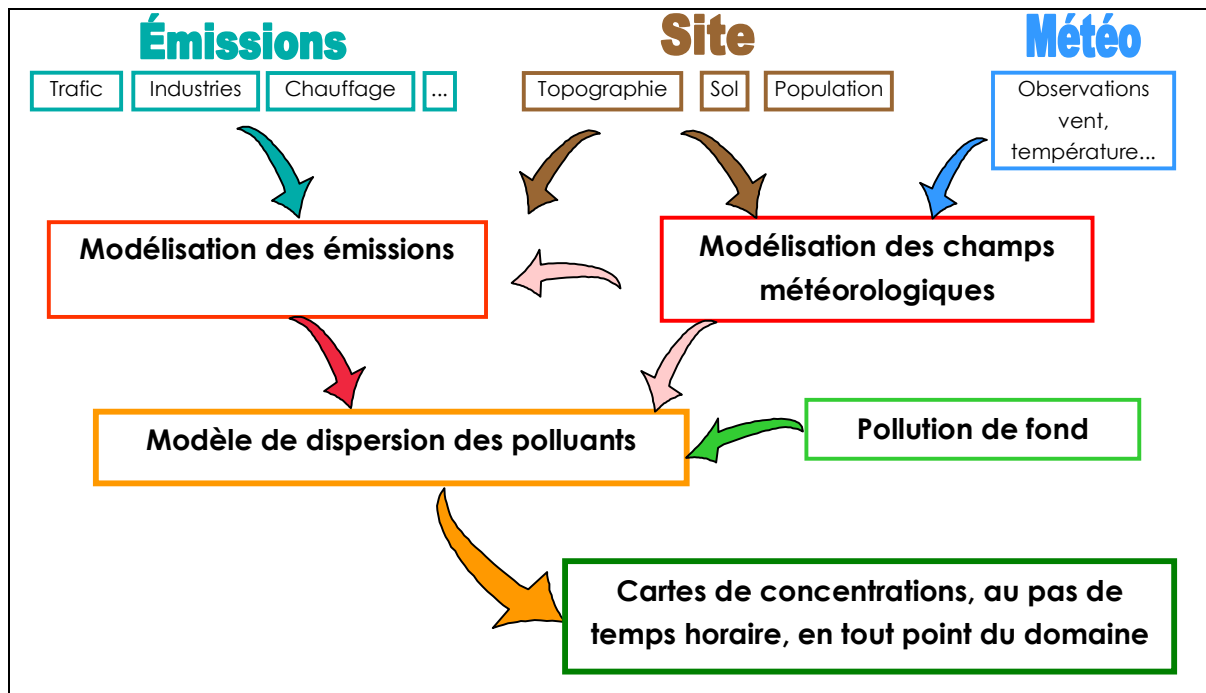 Émissions
Site
Météo
Trafic
Industries
Chauffage
...
Topographie
Sol
Population
Observations
vent,
température...
Modélisation des émissions
Modélisation des champs
météorologiques
Modèle de dispersion des polluants
Pollution de fond
Cartes de concentrations, au pas de
temps horaire, en tout point du domaine